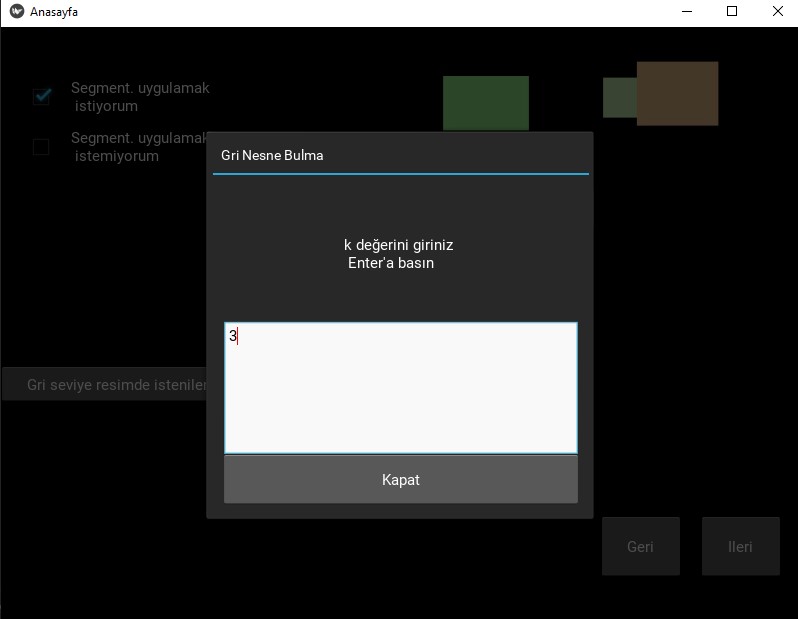 Anasayfa
Segment. uygulamak
istiyorum
Segment. uygulamak
istemiyorum
Gri Nesne Bulma
k değerini giriniz
Enter'a basın
3
Gri seviye resimde istenilen
Kapat
Geri
Ileri